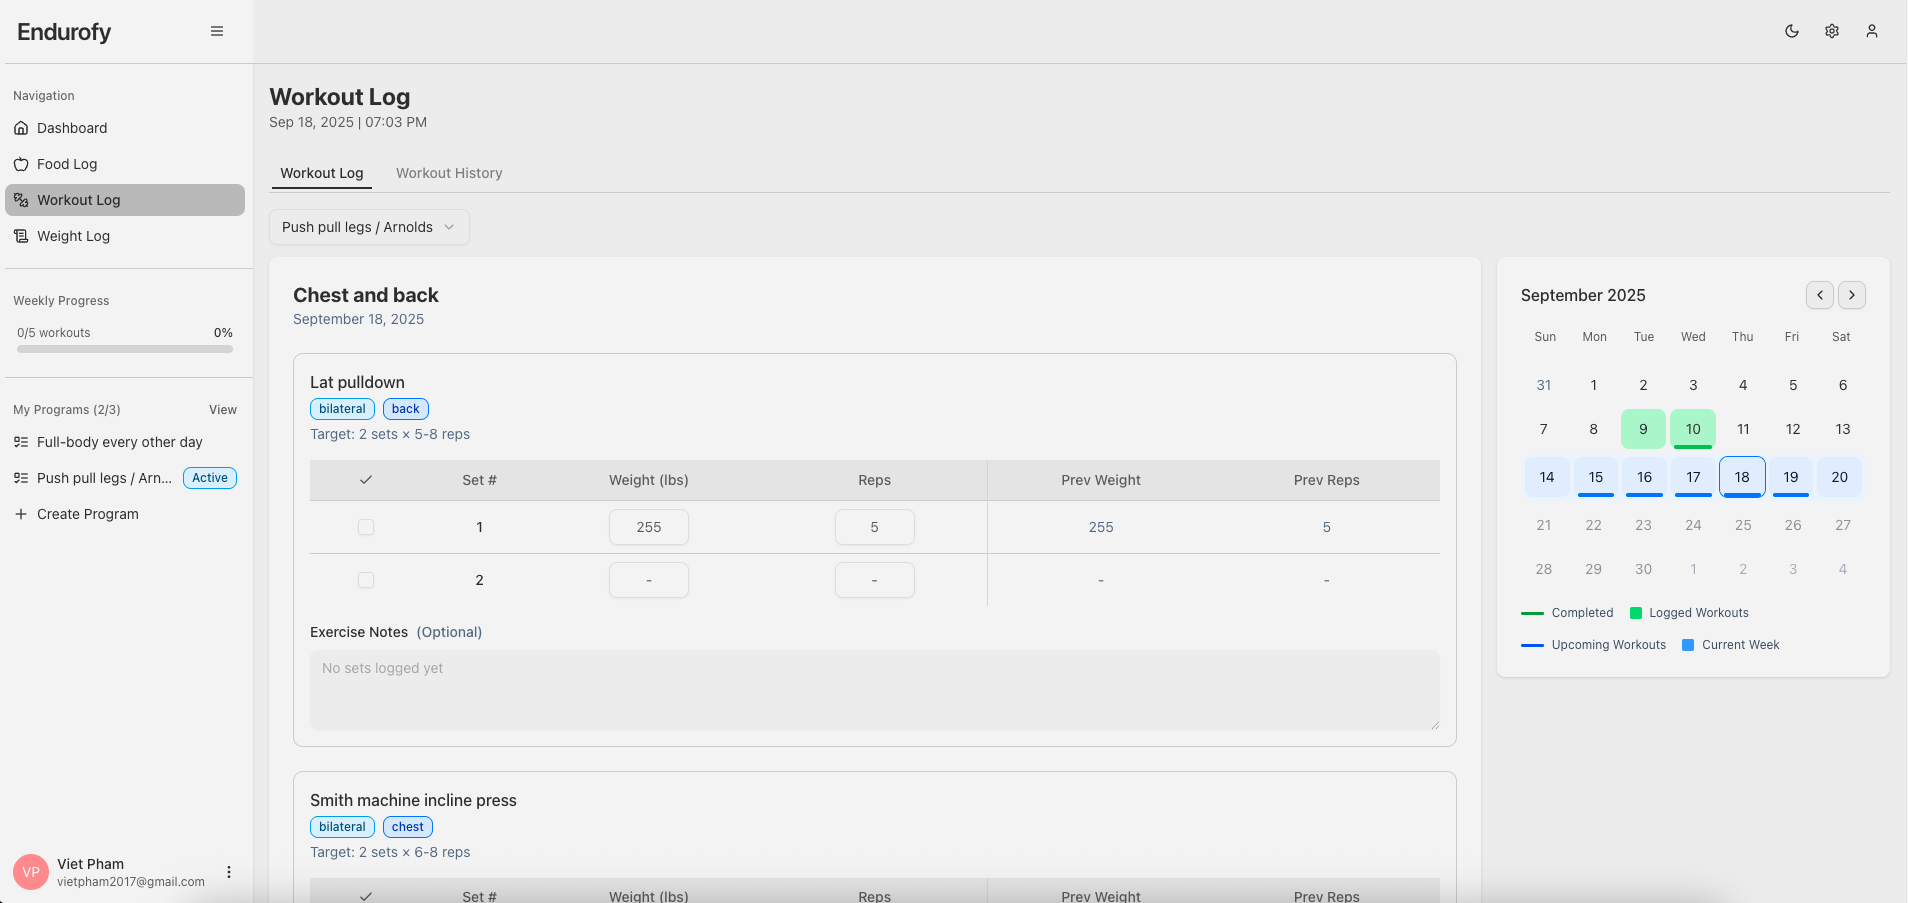 Endurofy
Navigation
Dashboard
Food Log
Workout Log
Weight Log
Weekly Progress
0/5 workouts 0%
My Programs (2/3) View
Full-body every other day
Push pull legs / Arn... Active
Create Program
VP
Viet Pham
vietpham2017@gmail.com
Workout Log
Sep 18, 2025 | 07:03 PM
Workout Log Workout History
Push pull legs / Arnolds
Chest and back
September 18, 2025
Lat pulldown
bilateral back
Target: 2 sets × 5-8 reps
Set # Weight (lbs) Reps Prev Weight Prev Reps
1 255 5 255 5
2 - - - -
Exercise Notes (Optional)
No sets logged yet
Smith machine incline press
bilateral chest
Target: 2 sets × 6-8 reps
Set # Weight (lbs) Reps Prev Weight Prev Reps
September 2025
Sun Mon Tue Wed Thu Fri Sat
31 1 2 3 4 5 6
7 8 9 10 11 12 13
14 15 16 17 18 19 20
21 22 23 24 25 26 27
28 29 30 1 2 3 4
Completed Logged Workouts
Upcoming Workouts Current Week